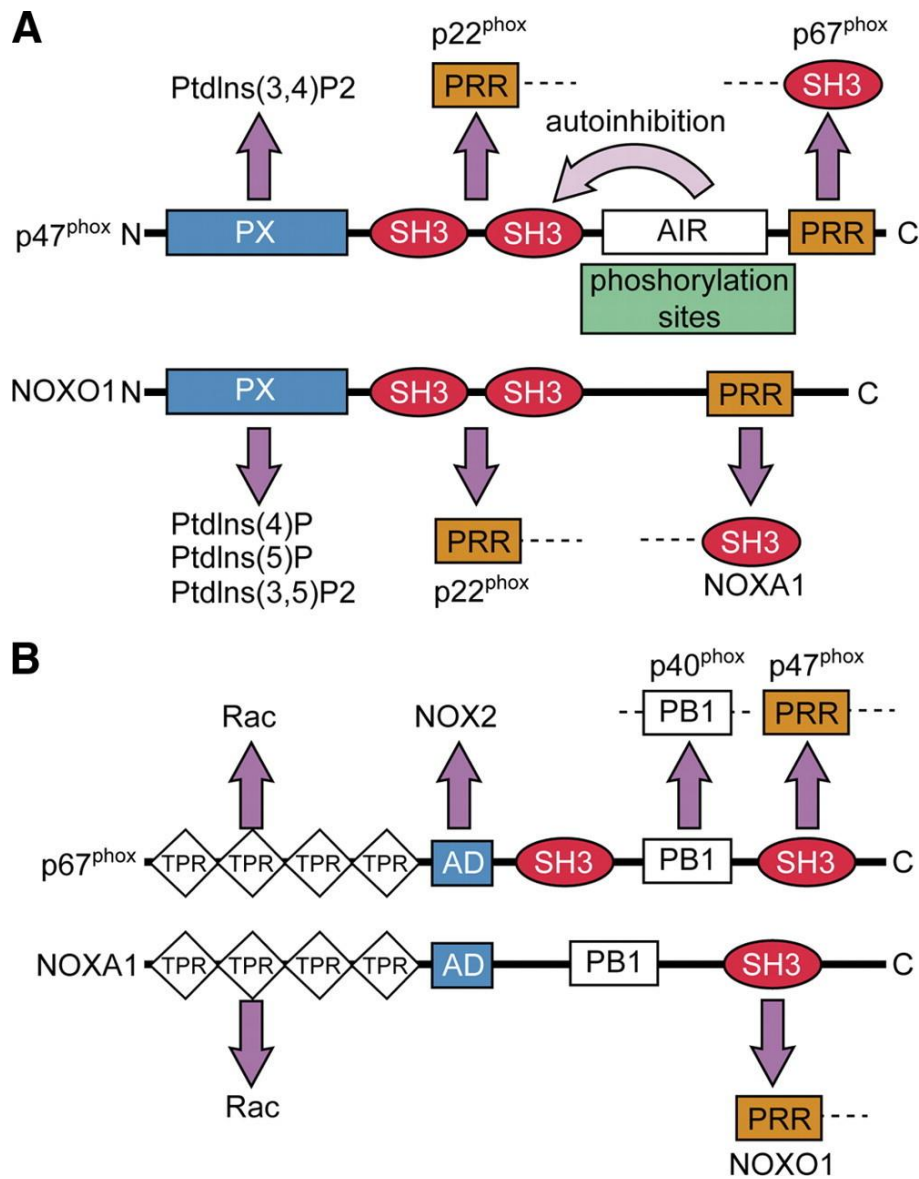 A
p22phox
p67phox
PtdIns(3,4)P2
PRR
SH3
autoinhibition
p47phox N PX SH3 SH3 AIR PRR C
phoshorylation
sites
NOXO1 N PX SH3 SH3 PRR C
PtdIns(4)P
PtdIns(5)P
PtdIns(3,5)P2
PRR
p22phox
SH3
NOXA1
B
p40phox
p47phox
Rac
NOX2
PB1
PRR
p67phox TPR TPR TPR TPR AD SH3 PB1 SH3 C
NOXA1 TPR TPR TPR TPR AD PB1 SH3 C
Rac
PRR
NOXO1